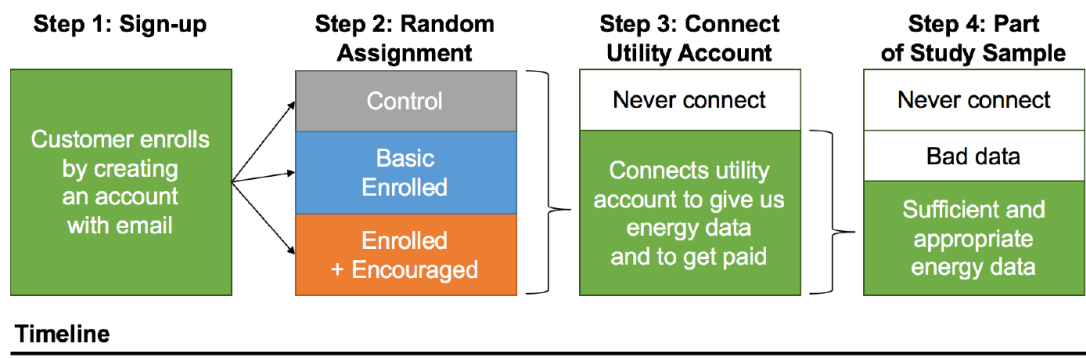 Step 1: Sign-up
Customer enrolls
by creating
an account
with email
Step 2: Random
Assignment
Control
Basic
Enrolled
Enrolled
+ Encouraged
Step 3: Connect
Utility Account
Never connect
Connects utility
account to give us
energy data
and to get paid
Step 4: Part
of Study Sample
Never connect
Bad data
Sufficient and
appropriate
energy data
Timeline